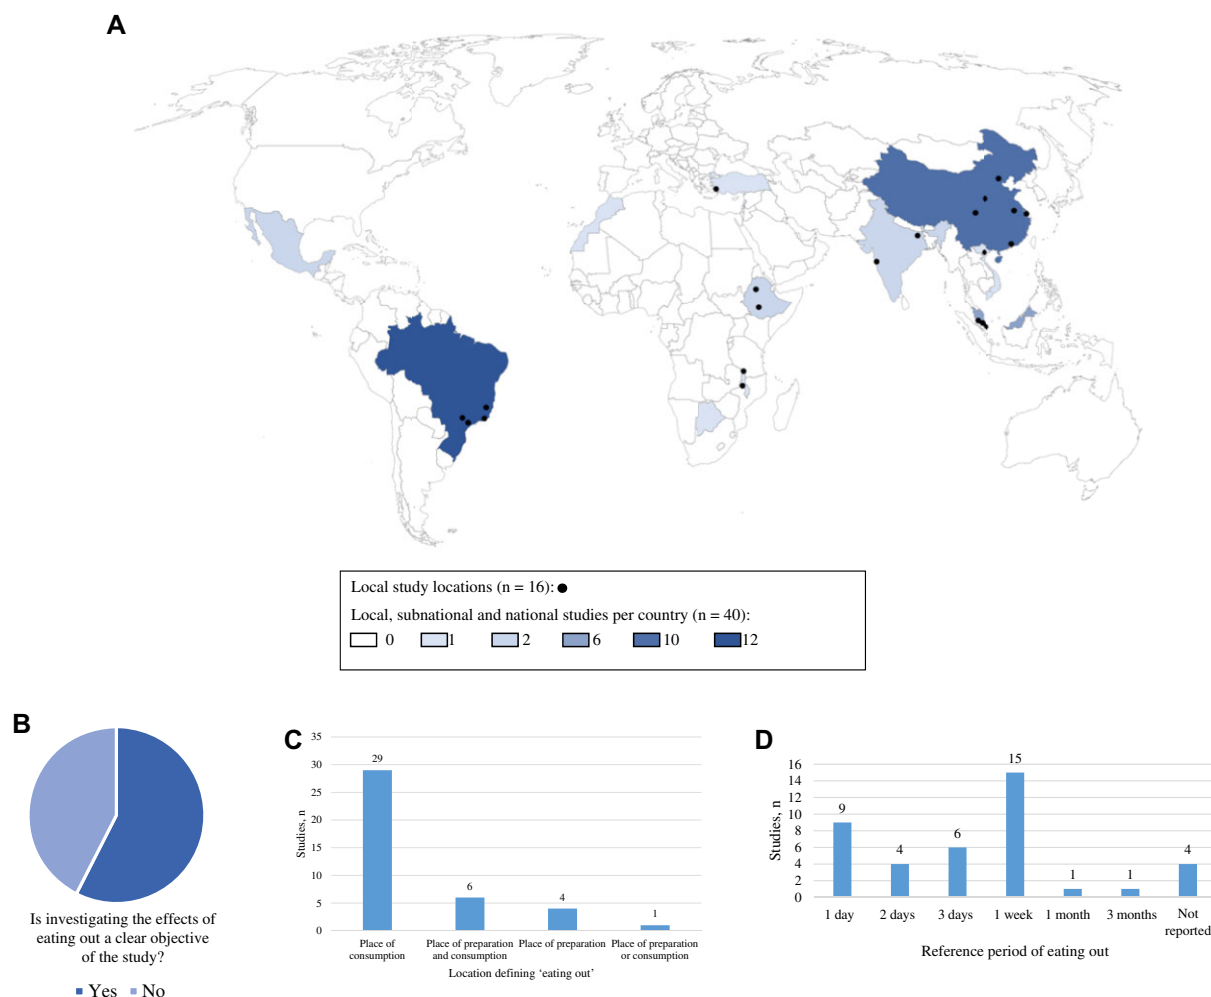 A
Local study locations (n = 16):
Local, subnational and national studies per country (n = 40):
0 1 2 6 10 12
B
Is investigating the effects of
eating out a clear objective
of the study?
Yes No
C
Studies, n
35
30
25
20
15
10
5
0
29
6
4
1
Place of
consumption
Place of preparation
and consumption
Place of preparation
Place of preparation
or consumption
Location defining ‘eating out’
D
Studies, n
16
14
12
10
8
6
4
2
0
9
4
6
15
1
1
4
1 day
2 days
3 days
1 week
1 month
3 months
Not
reported
Reference period of eating out